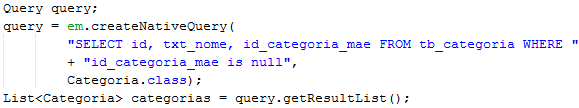 Query query;
query = em.createNativeQuery(
"SELECT id, txt_nome, id_categoria_mae FROM tb_categoria WHERE "
+ "id_categoria_mae is null",
Categoria.class);
List<Categoria> categorias = query.getResultList();